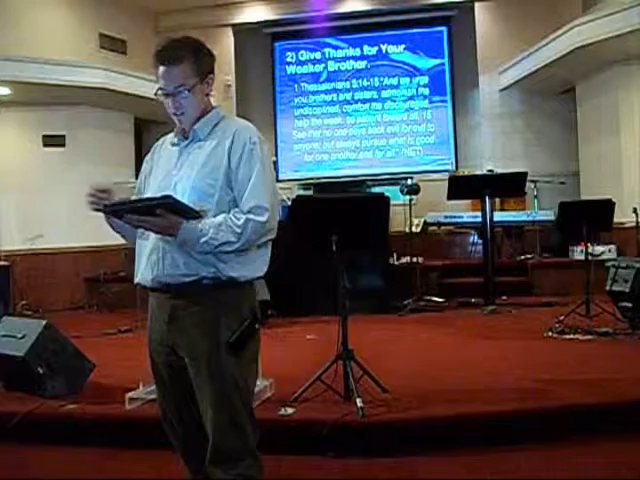 2) Give Thanks for Your
Weaker Brother.
1 Thessalonians 5:14-15 "And we urge
you brothers and sisters, admonish the
undisciplined, comfort the discouraged,
help the weak, be patient toward all. 15
See that no one pays back evil for evil to
anyone, but always pursue what is good
for one another and for all."